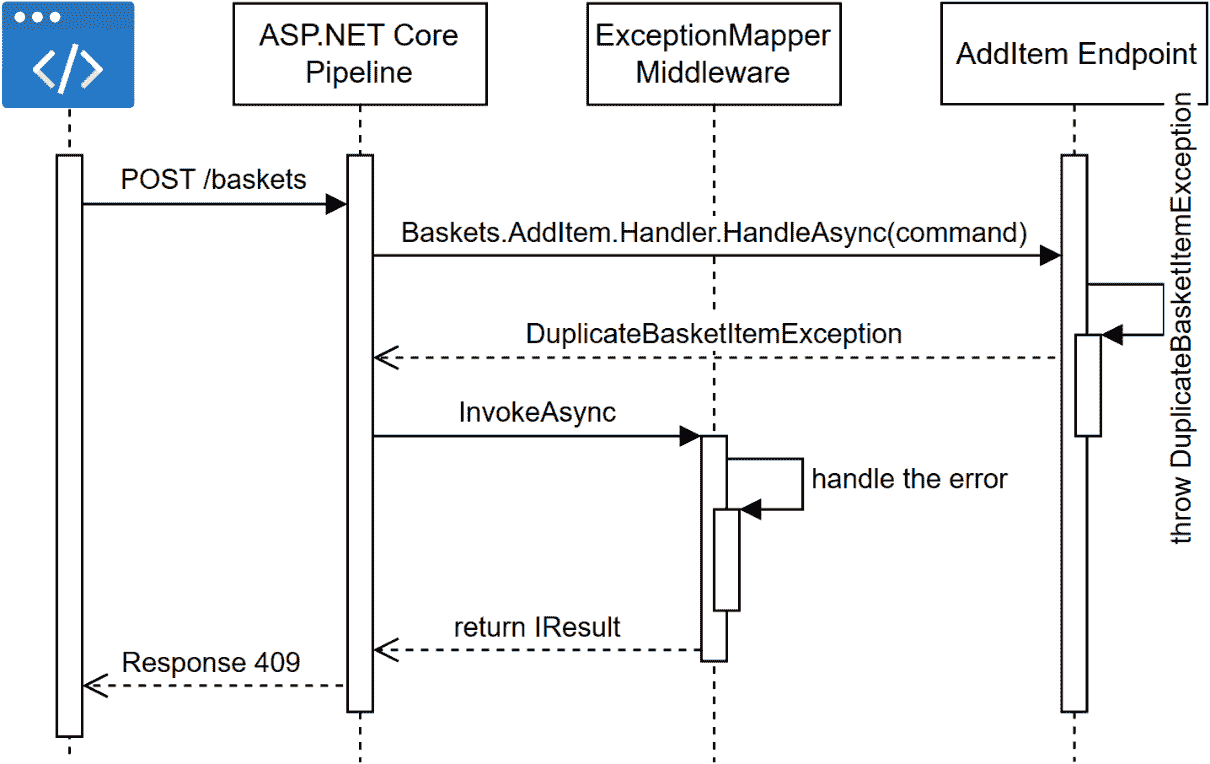 </>
ASP.NET Core
Pipeline
ExceptionMapper
Middleware
AddItem Endpoint
POST /baskets
Baskets.AddItem.Handler.HandleAsync(command)
throw DuplicateBasketItemException
DuplicateBasketItemException
InvokeAsync
handle the error
return IResult
Response 409